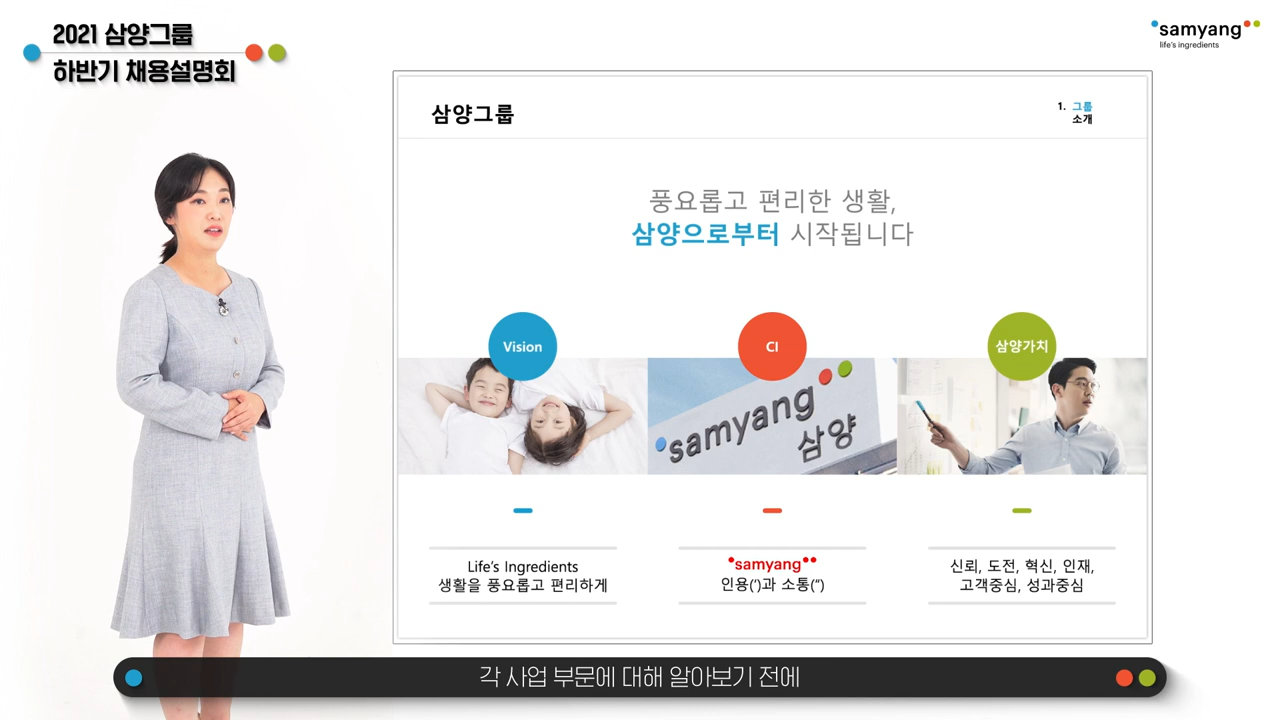 2021 삼양그룹
하반기 채용설명회
samyang
life's ingredients
삼양그룹
1. 그룹
소개
풍요롭고 편리한 생활,
삼양으로부터 시작됩니다
Vision
CI
삼양가치
samyang
삼양
Life's Ingredients
생활을 풍요롭고 편리하게
samyang
인용(')과 소통(")
신뢰, 도전, 혁신, 인재,
고객중심, 성과중심
각 사업 부문에 대해 알아보기 전에